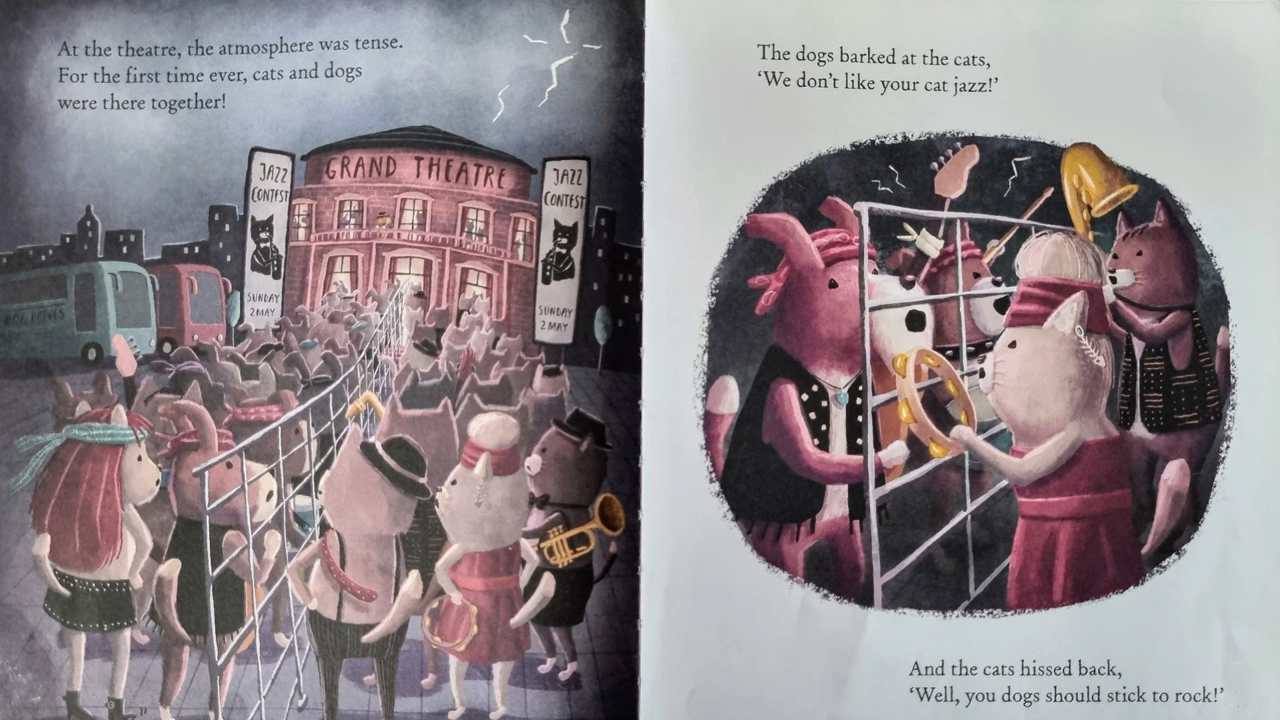 At the theatre, the atmosphere was tense.
For the first time ever, cats and dogs
were there together!
GRAND THEATRE
JAZZ
CONTEST
SUNDAY
2 MAY
JAZZ
CONTEST
SUNDAY
2 MAY
The dogs barked at the cats,
‘We don’t like your cat jazz!’
And the cats hissed back,
‘Well, you dogs should stick to rock!’